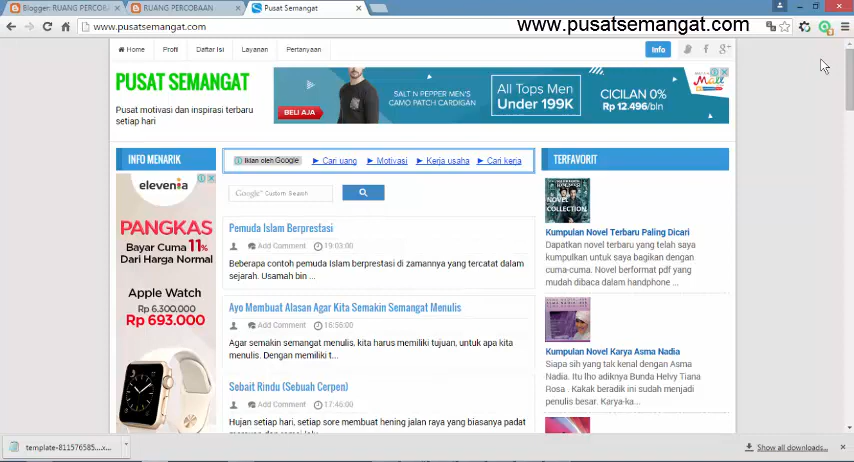 Blogger: RUANG PERCOB
RUANG PERCOBAAN
Pusat Semangat
www.pusatsemangat.com
www.pusatsemangat.com
Home
Profil
Daftar Isi
Layanan
Pertanyaan
Info
PUSAT SEMANGAT
Pusat motivasi dan inspirasi terbaru
setiap hari
SALT N PEPPER MEN'S
CAMO PATCH CARDIGAN
BELI AJA
All Tops Men
Under 199K
CICILAN 0%
Rp 12.496/bln
Mall
INFO MENARIK
elevenia
PANGKAS
Bayar Cuma 11%
Dari Harga Normal
Apple Watch
Rp 6.300.000
Rp 693.000
Iklan oleh Google
► Cari uang
► Motivasi
► Kerja usaha
► Cari kerja
Google Custom Search
Pemuda Islam Berprestasi
Add Comment 19:03:00
Beberapa contoh pemuda Islam berprestasi di zamannya yang tercatat dalam
sejarah. Usamah bin ...
Ayo Membuat Alasan Agar Kita Semakin Semangat Menulis
Add Comment 16:56:00
Agar semakin semangat menulis, kita harus memiliki tujuan, untuk apa kita
menulis. Dengan memiliki t...
Sebait Rindu (Sebuah Cerpen)
Add Comment 17:46:00
Hujan setiap hari, setiap sore membuat hening jalan raya yang biasanya padat
TERFAVORIT
NOVEL
COLLECTION
Kumpulan Novel Terbaru Paling Dicari
Dapatkan novel terbaru yang telah saya
kumpulkan untuk saya bagikan dengan
cuma-cuma. Novel berformat pdf yang
mudah dibaca dalam handphone ...
Kumpulan Novel Karya Asma Nadia
Siapa sih yang tak kenal dengan Asma
Nadia. Itu lho adiknya Bunda Helvy Tiana
Rosa . Kakak beradik ini sudah menjadi
penulis besar. Karya-ka...
template-811576585....x...
Show all downloads...